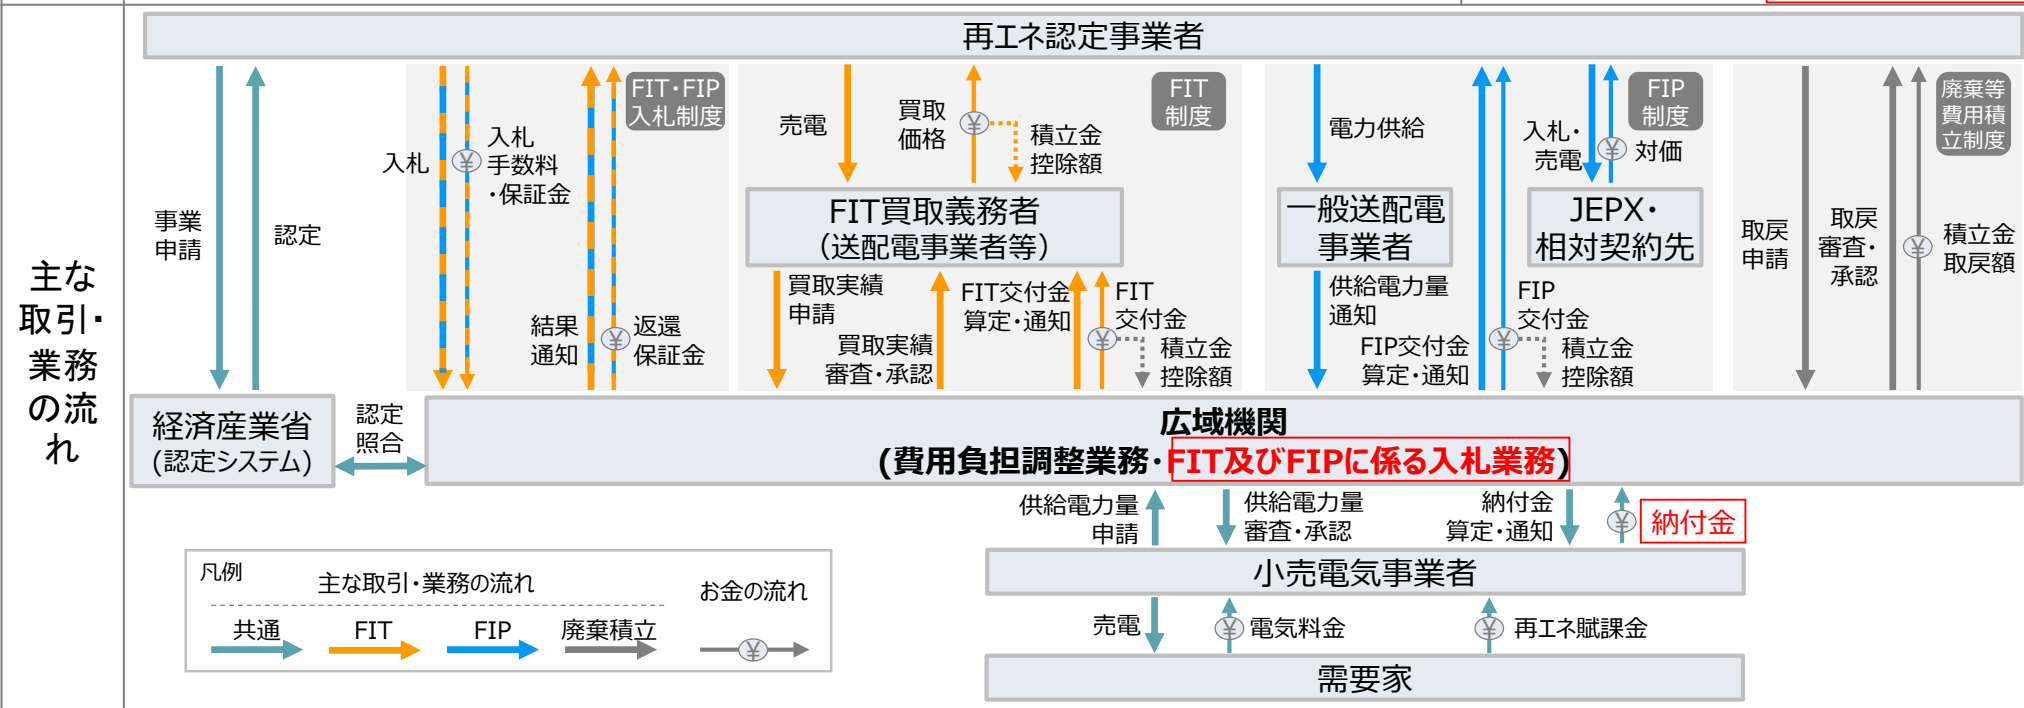 主な
取引・
業務
の流
れ
再エネ認定事業者
事業
申請
認定
FIT・FIP
入札制度
入札
¥
入札
手数料
・保証金
結果
通知
¥
返還
保証金
FIT
制度
売電
買取
価格
¥
積立金
控除額
FIT買取義務者
（送配電事業者等）
買取実績
申請
買取実績
審査・承認
FIT交付金
算定・通知
FIT
交付金
¥
積立金
控除額
FIP
制度
電力供給
入札・
売電
¥
対価
一般送配電
事業者
JEPX・
相対契約先
供給電力量
通知
FIP交付金
算定・通知
FIP
交付金
¥
積立金
控除額
廃棄等
費用積
立制度
取戻
申請
取戻
審査・
承認
¥
積立金
取戻額
経済産業省
(認定システム)
認定
照合
広域機関
(費用負担調整業務・FIT及びFIPに係る入札業務)
供給電力量
申請
供給電力量
審査・承認
納付金
算定・通知
¥
納付金
小売電気事業者
売電
¥
電気料金
¥
再エネ賦課金
需要家
凡例
主な取引・業務の流れ
お金の流れ
共通
FIT
FIP
廃棄積立
¥